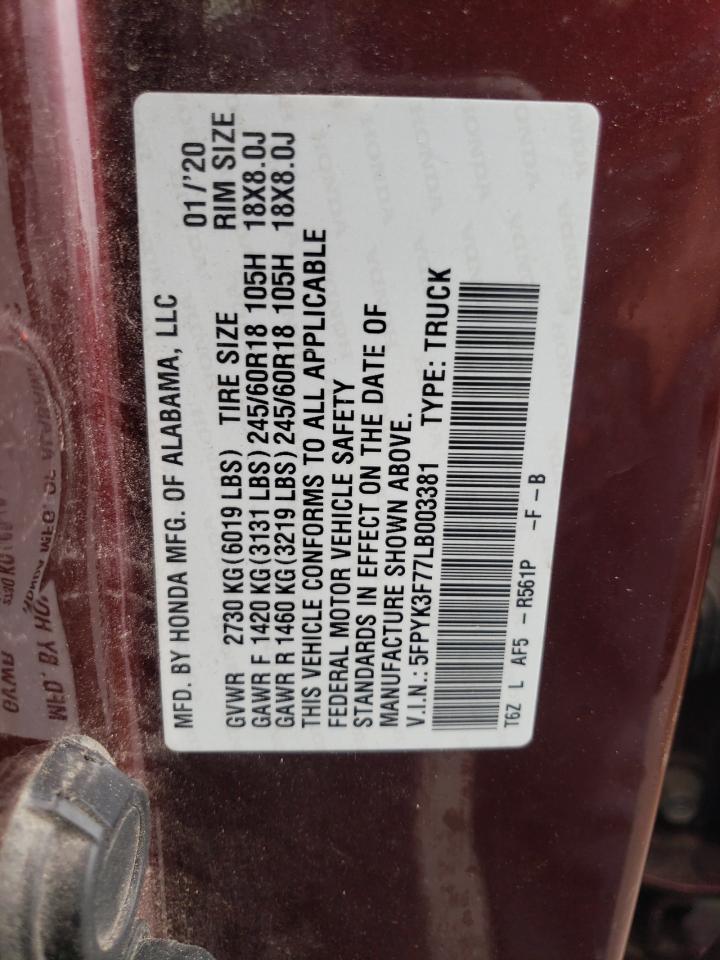 MFD. BY HONDA MFG. OF ALABAMA, LLC 01/'20
GVWR 2730 KG(6019 LBS) TIRE SIZE RIM SIZE
GAWR F 1420 KG(3131 LBS)245/60R18 105H 18X8.0J
GAWR R 1460 KG(3219 LBS)245/60R18 105H 18X8.0J
THIS VEHICLE CONFORMS TO ALL APPLICABLE
FEDERAL MOTOR VEHICLE SAFETY
STANDARDS IN EFFECT ON THE DATE OF
MANUFACTURE SHOWN ABOVE.
V.I.N.: 5FPYK3F77LB003381 TYPE: TRUCK
T6Z L AF5 -R561P -F-B